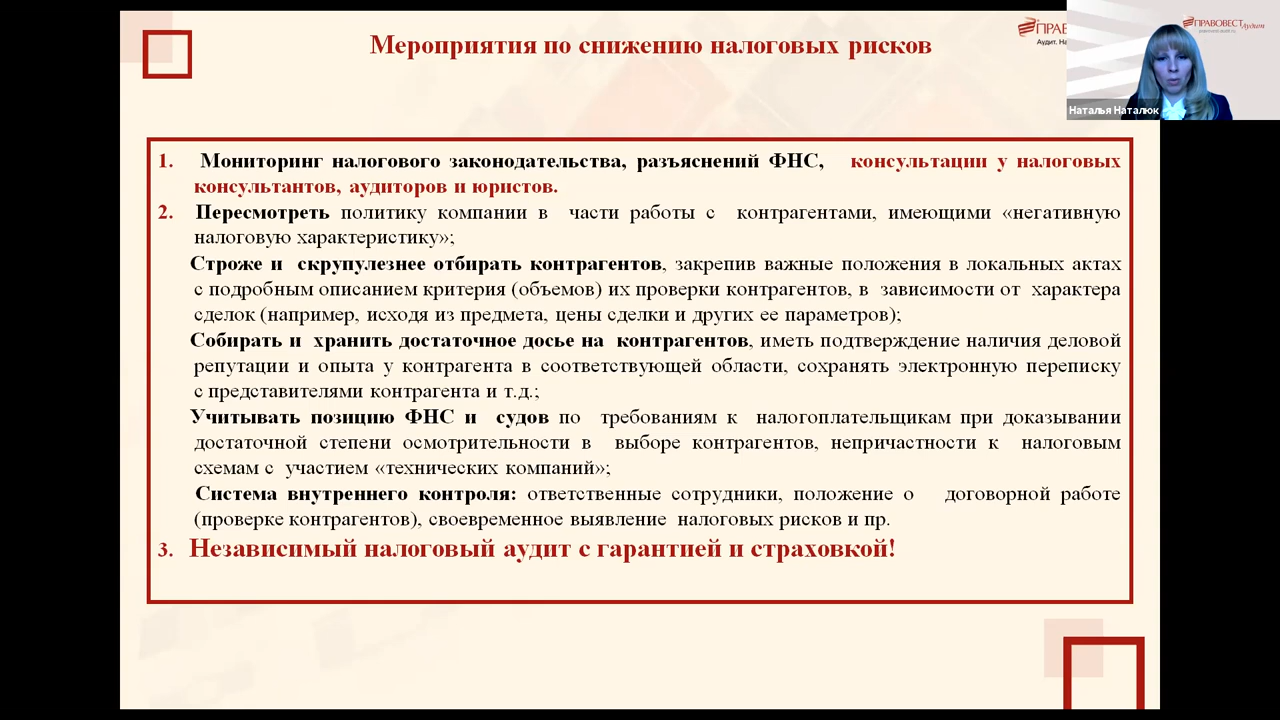 Мероприятия по снижению налоговых рисков
ПРАВОВЕСТ Аудит
pravovest-audit.ru
Аудит. На
Наталья Наталюк
1. Мониторинг налогового законодательства, разъяснений ФНС, консультации у налоговых
консультантов, аудиторов и юристов.
2. Пересмотреть политику компании в части работы с контрагентами, имеющими «негативную
налоговую характеристику»;
Строже и скрупулезнее отбирать контрагентов, закрепив важные положения в локальных актах
с подробным описанием критерия (объемов) их проверки контрагентов, в зависимости от характера
сделок (например, исходя из предмета, цены сделки и других ее параметров);
Собирать и хранить достаточное досье на контрагентов, иметь подтверждение наличия деловой
репутации и опыта у контрагента в соответствующей области, сохранять электронную переписку
с представителями контрагента и т.д.;
Учитывать позицию ФНС и судов по требованиям к налогоплательщикам при доказывании
достаточной степени осмотрительности в выборе контрагентов, непричастности к налоговым
схемам с участием «технических компаний»;
Система внутреннего контроля: ответственные сотрудники, положение о договорной работе
(проверке контрагентов), своевременное выявление налоговых рисков и пр.
3. Независимый налоговый аудит с гарантией и страховкой!